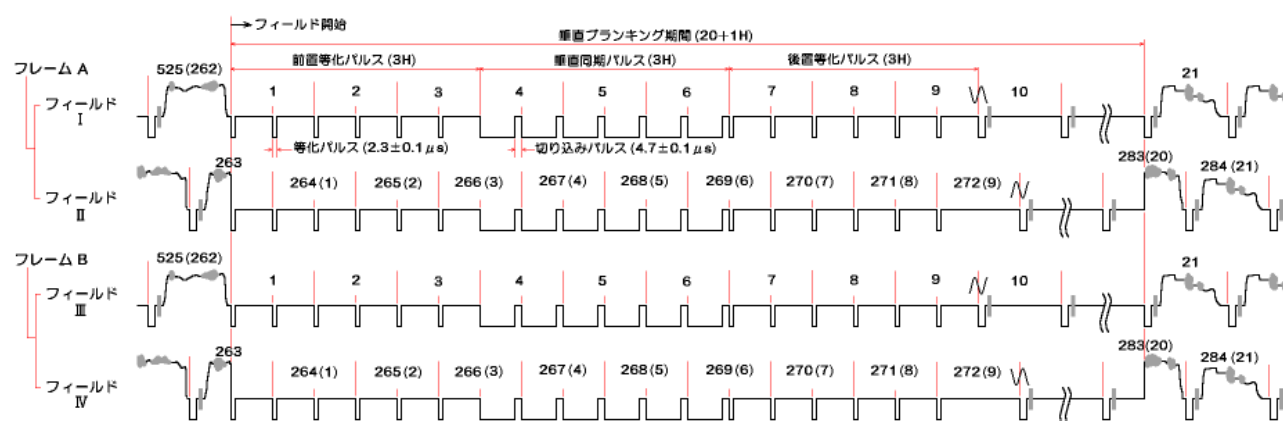 フィールド開始
垂直ブランキング期間 (20+1H)
前置等化パルス (3H) 垂直同期パルス (3H) 後置等化パルス (3H)
フレーム A
525 (262) 1 2 3 4 5 6 7 8 9 10 21
フィールド
I
等化パルス (2.3±0.1μs) 切り込みパルス (4.7±0.1μs)
263 264 (1) 265 (2) 266 (3) 267 (4) 268 (5) 269 (6) 270 (7) 271 (8) 272 (9) 283 (20) 284 (21)
フィールド
II
フレーム B
525 (262) 1 2 3 4 5 6 7 8 9 10 21
フィールド
III
263 264 (1) 265 (2) 266 (3) 267 (4) 268 (5) 269 (6) 270 (7) 271 (8) 272 (9) 283 (20) 284 (21)
フィールド
IV